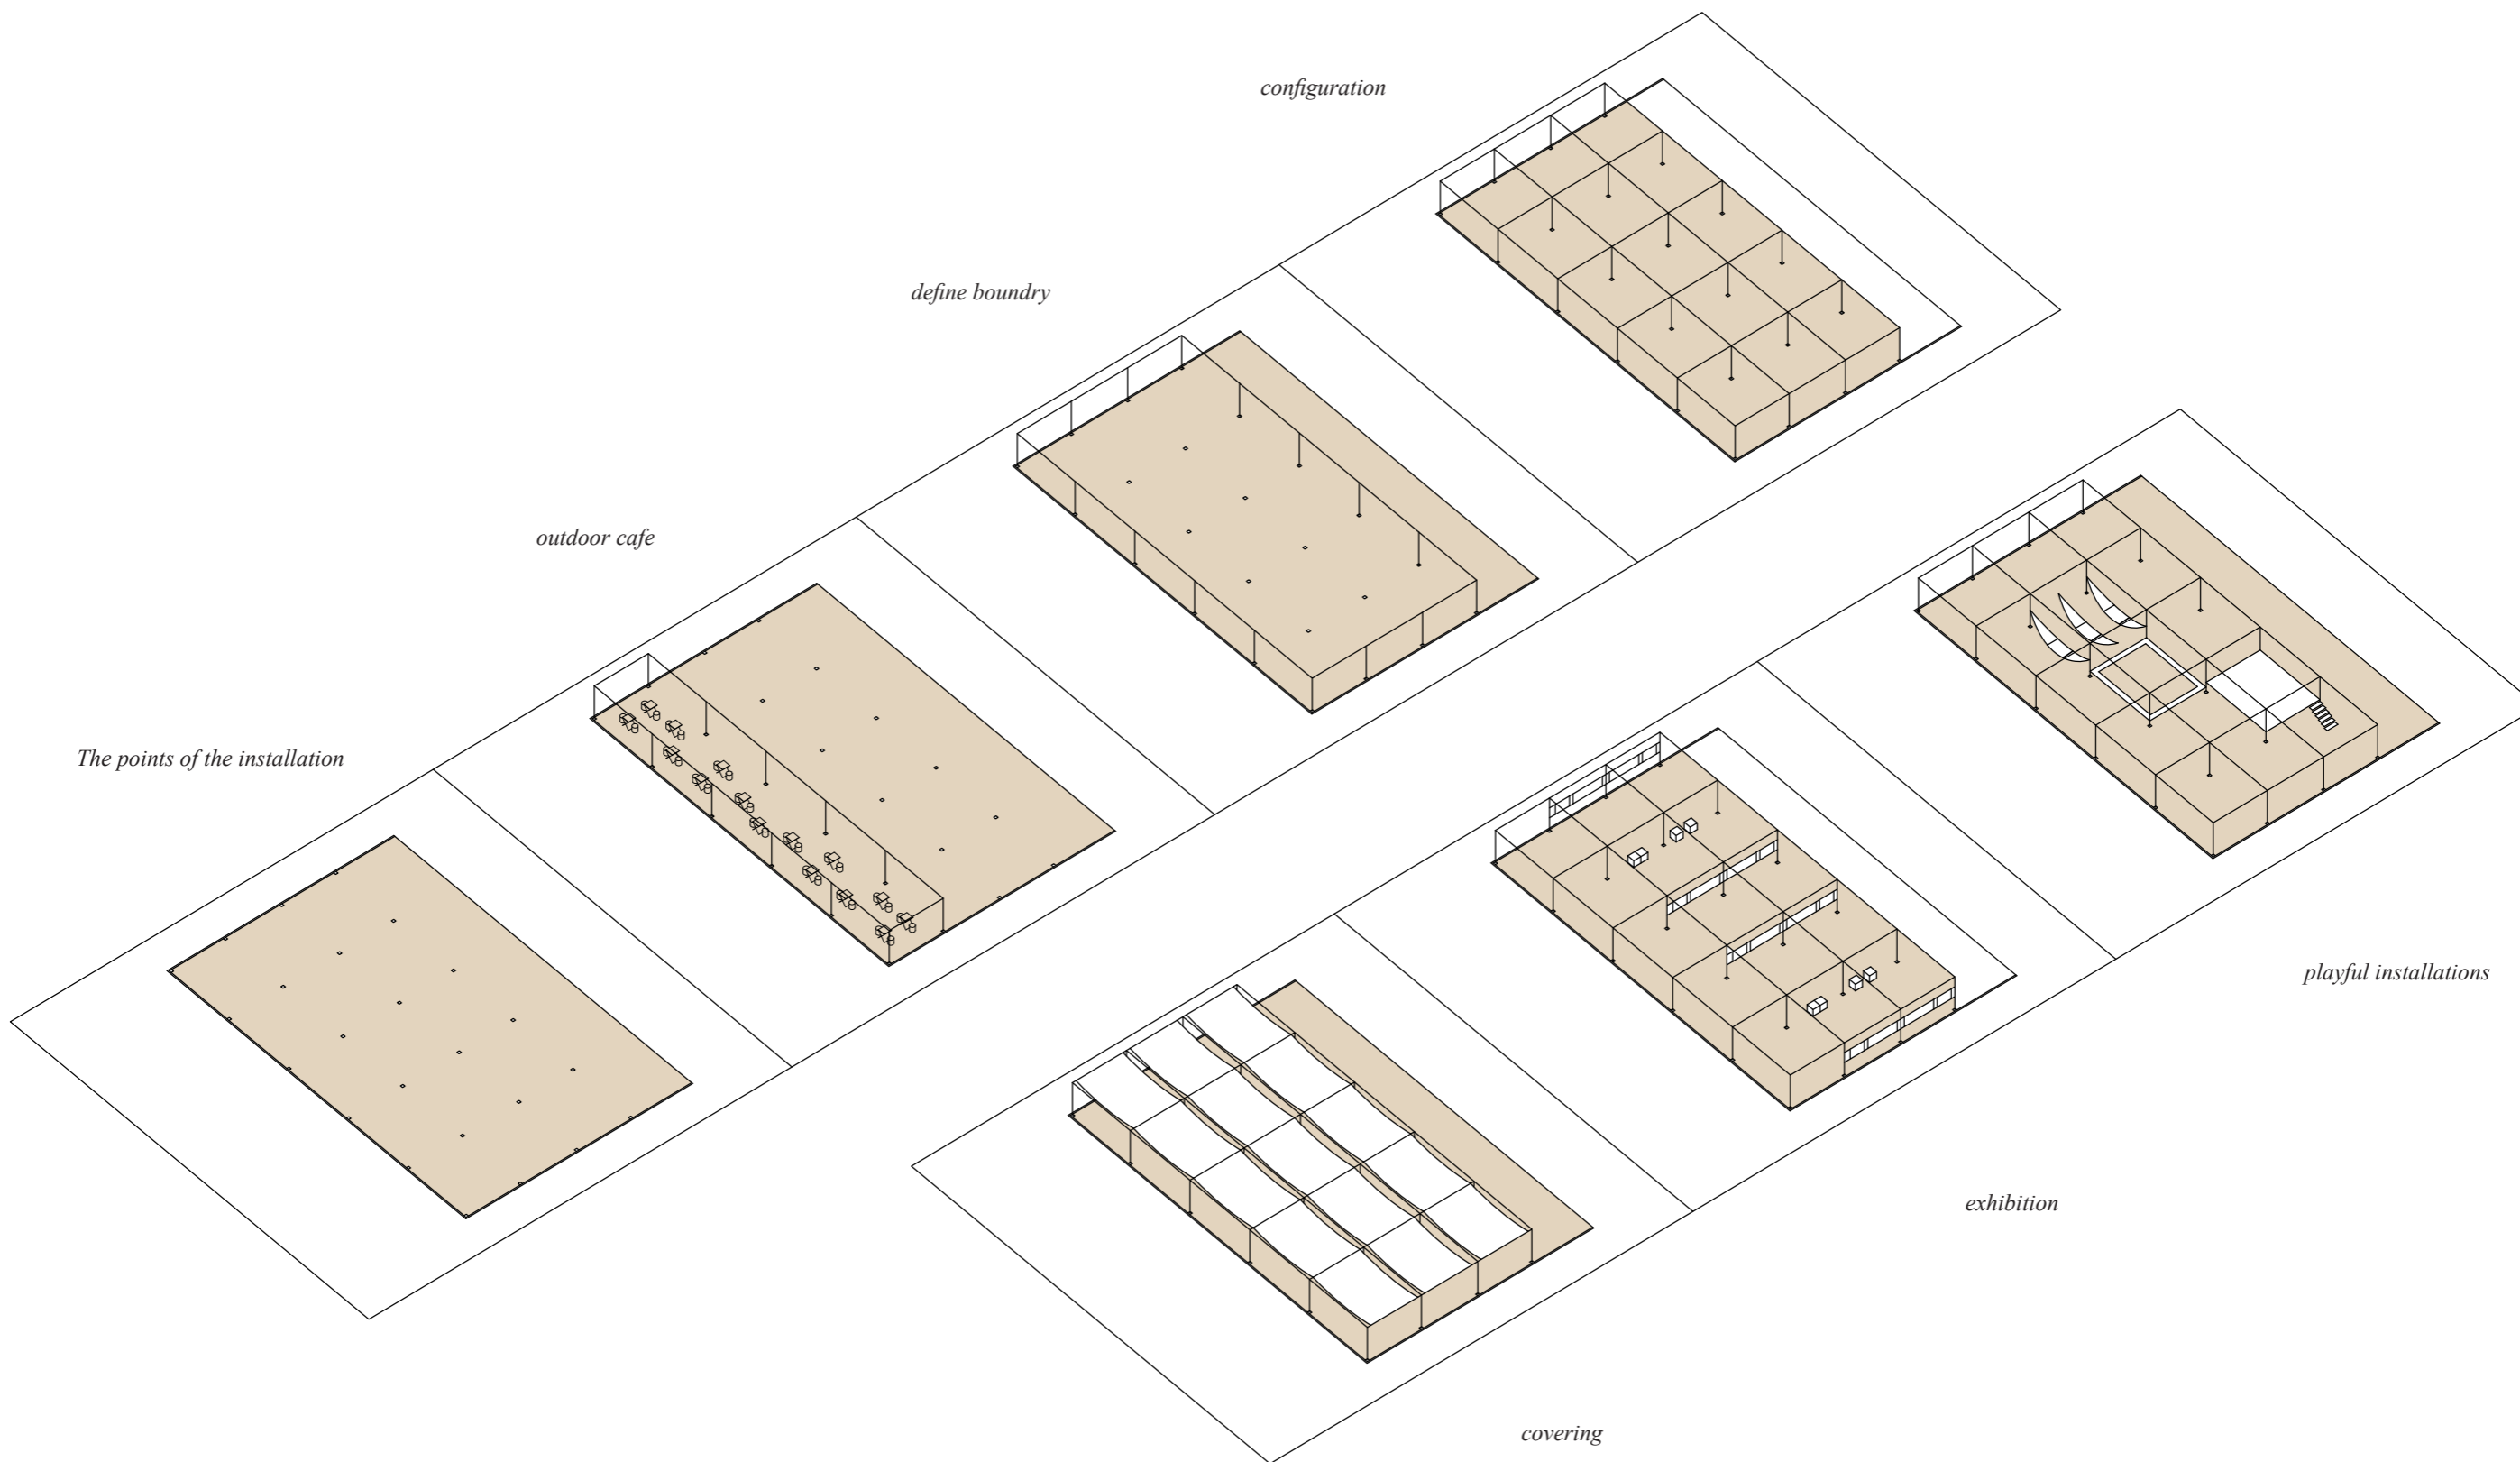 configuration
define boundry
outdoor cafe
The points of the installation
playful installations
exhibition
covering